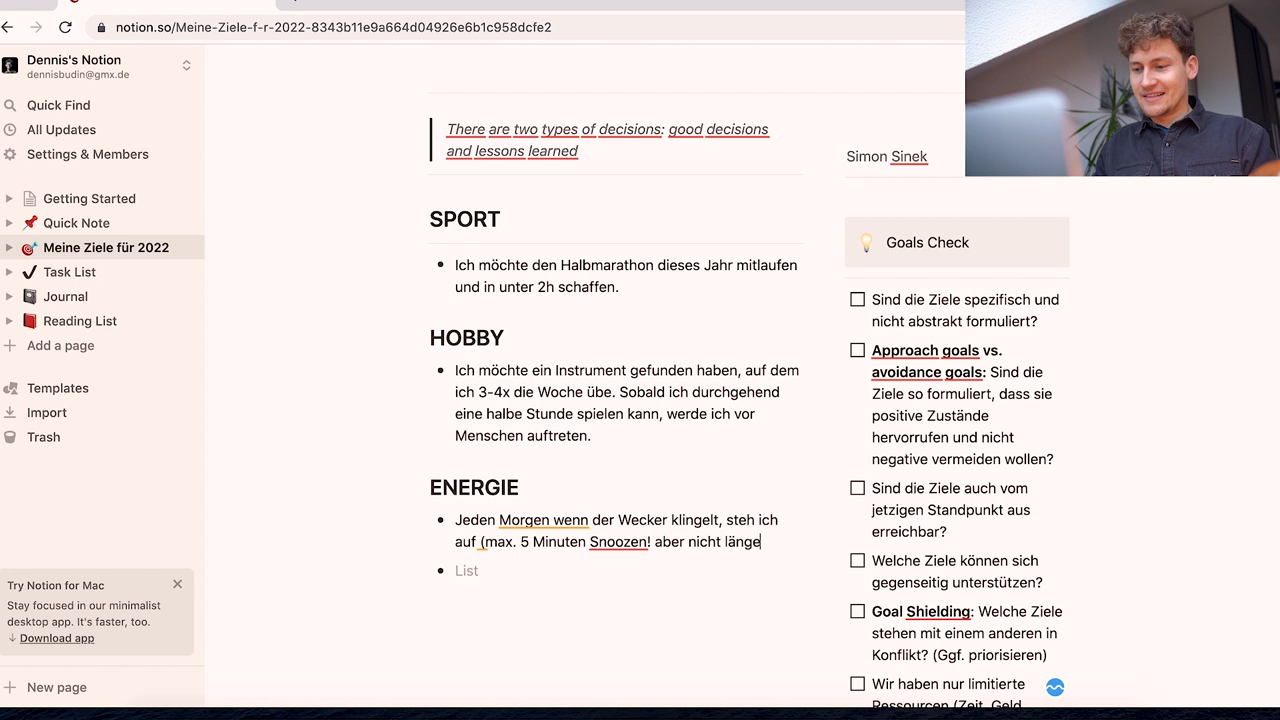 notion.so/Meine-Ziele-f-r-2022-8343b11e9a664d04926e6b1c958dcfe2
Dennis's Notion
dennisbudin@gmx.de
Quick Find
All Updates
Settings & Members
Getting Started
Quick Note
Meine Ziele für 2022
Task List
Journal
Reading List
Add a page
Templates
Import
Trash
Try Notion for Mac
Stay focused in our minimalist
desktop app. It's faster, too.
↓ Download app
New page
There are two types of decisions: good decisions
and lessons learned
Simon Sinek
SPORT
Ich möchte den Halbmarathon dieses Jahr mitlaufen
und in unter 2h schaffen.
HOBBY
Ich möchte ein Instrument gefunden haben, auf dem
ich 3-4x die Woche übe. Sobald ich durchgehend
eine halbe Stunde spielen kann, werde ich vor
Menschen auftreten.
ENERGIE
Jeden Morgen wenn der Wecker klingelt, steh ich
auf (max. 5 Minuten Snoozen! aber nicht länge
List
Goals Check
Sind die Ziele spezifisch und
nicht abstrakt formuliert?
Approach goals vs.
avoidance goals: Sind die
Ziele so formuliert, dass sie
positive Zustände
hervorrufen und nicht
negative vermeiden wollen?
Sind die Ziele auch vom
jetzigen Standpunkt aus
erreichbar?
Welche Ziele können sich
gegenseitig unterstützen?
Goal Shielding: Welche Ziele
stehen mit einem anderen in
Konflikt? (Ggf. priorisieren)
Wir haben nur limitierte
Ressourcen (Zeit, Geld,